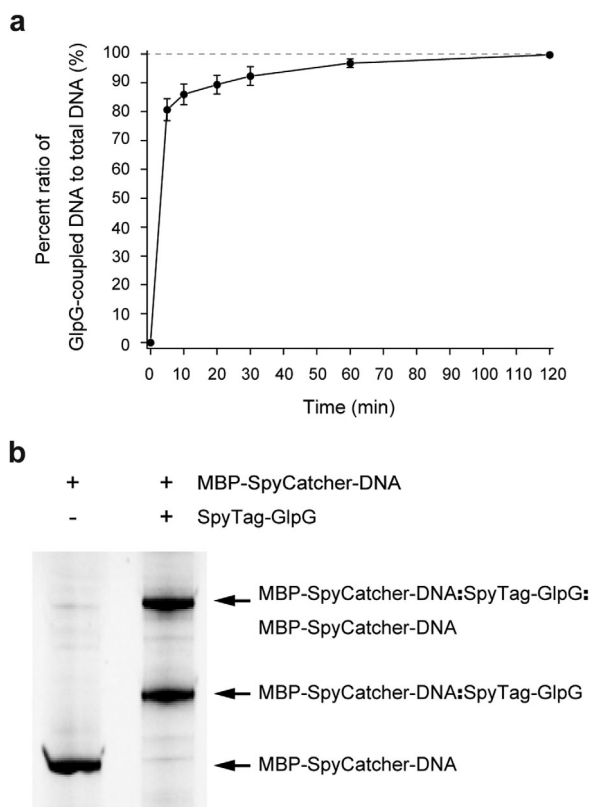 a
Percent ratio of
GlpG-coupled DNA to total DNA (%)
100
90
80
70
60
50
40
30
20
10
0
0 10 20 30 40 50 60 70 80 90 100 110 120
Time (min)
b
+ + MBP-SpyCatcher-DNA
- + SpyTag-GlpG
MBP-SpyCatcher-DNA:SpyTag-GlpG:
MBP-SpyCatcher-DNA
MBP-SpyCatcher-DNA:SpyTag-GlpG
MBP-SpyCatcher-DNA